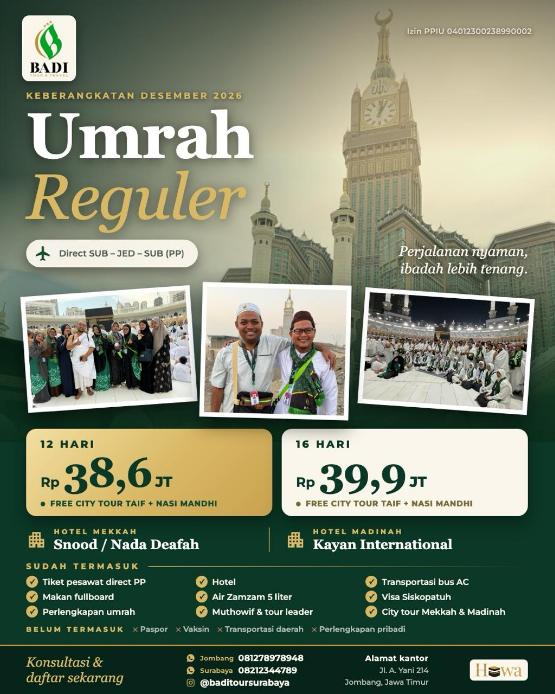 Izin PPIU 04012300238990002
BADI
TOUR & TRAVEL
KEBERANGKATAN DESEMBER 2026
Umrah
Reguler
Direct SUB – JED – SUB (PP)
Perjalanan nyaman,
ibadah lebih tenang.
12 HARI
Rp 38,6 JT
• FREE CITY TOUR TAIF + NASI MANDHI
16 HARI
Rp 39,9 JT
• FREE CITY TOUR TAIF + NASI MANDHI
HOTEL MEKKAH
Snood / Nada Deafah
HOTEL MADINAH
Kayan International
SUDAH TERMASUK
Tiket pesawat direct PP
Hotel
Transportasi bus AC
Makan fullboard
Air Zamzam 5 liter
Visa Siskopatuh
Perlengkapan umrah
Muthowif & tour leader
City tour Mekkah & Madinah
BELUM TERMASUK × Paspor × Vaksin × Transportasi daerah × Perlengkapan pribadi
Konsultasi &
daftar sekarang
Jombang 081278978948
Surabaya 08212344789
@baditoursurabaya
Alamat kantor
Jl. A. Yani 214
Jombang, Jawa Timur